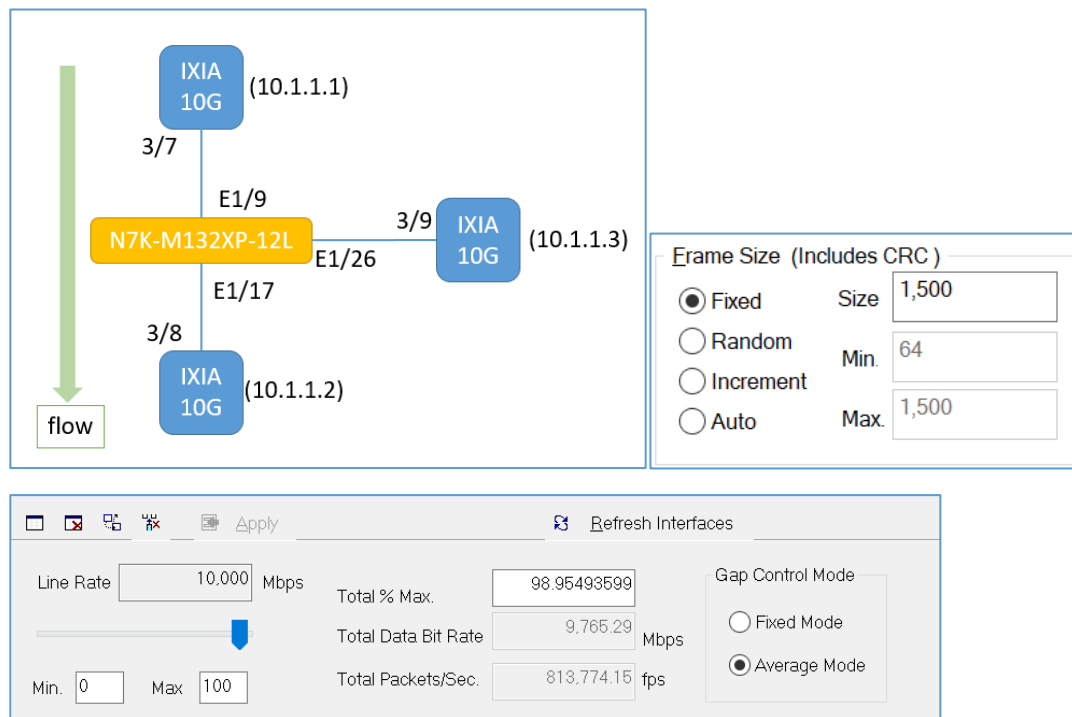 IXIA
10G
(10.1.1.1)
3/7
E1/9
N7K-M132XP-12L
3/9
IXIA
10G
(10.1.1.3)
E1/26
E1/17
3/8
IXIA
10G
(10.1.1.2)
flow
Frame Size (Includes CRC )
Fixed
Size
1,500
Random
Min.
64
Increment
Auto
Max.
1,500
Apply
Refresh Interfaces
Line Rate
10,000
Mbps
Total % Max.
98.95493599
Gap Control Mode
Fixed Mode
Total Data Bit Rate
9,765.29
Mbps
Average Mode
Min.
0
Max
100
Total Packets/Sec.
813,774.15
fps